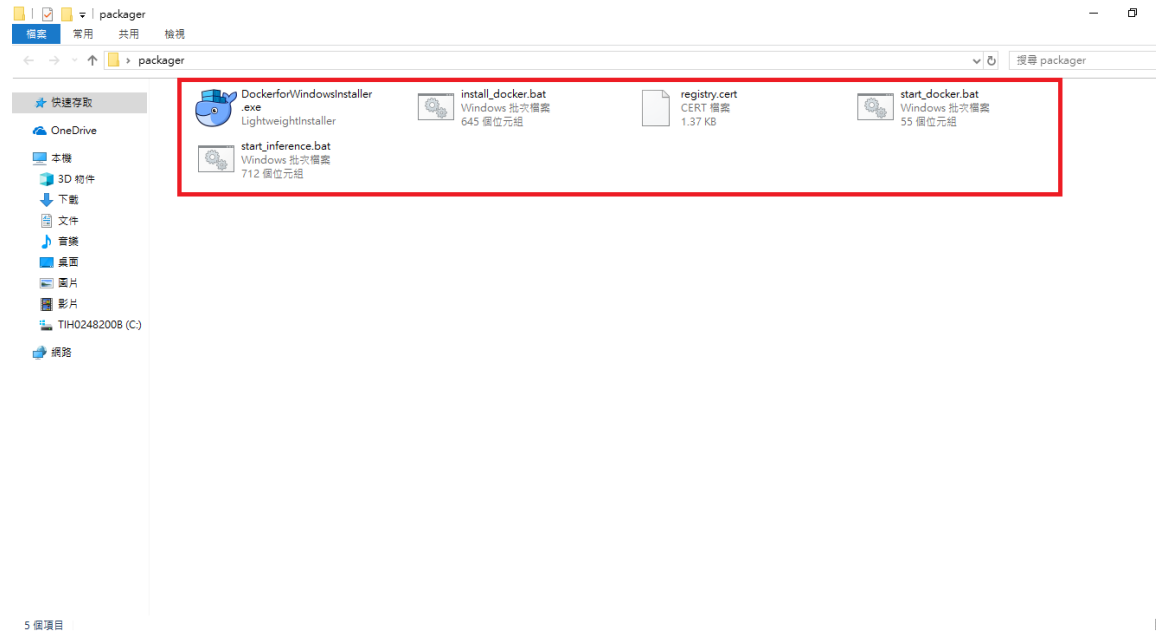 packager
檔案 常用 共用 檢視
packager
搜尋 packager
快速存取
OneDrive
本機
3D 物件
下載
文件
音樂
桌面
圖片
影片
TIH0248200B (C:)
網路
DockerforWindowsInstaller
.exe
LightweightInstaller
install_docker.bat
Windows 批次檔案
645 個位元組
registry.cert
CERT 檔案
1.37 KB
start_docker.bat
Windows 批次檔案
55 個位元組
start_inference.bat
Windows 批次檔案
712 個位元組
5 個項目